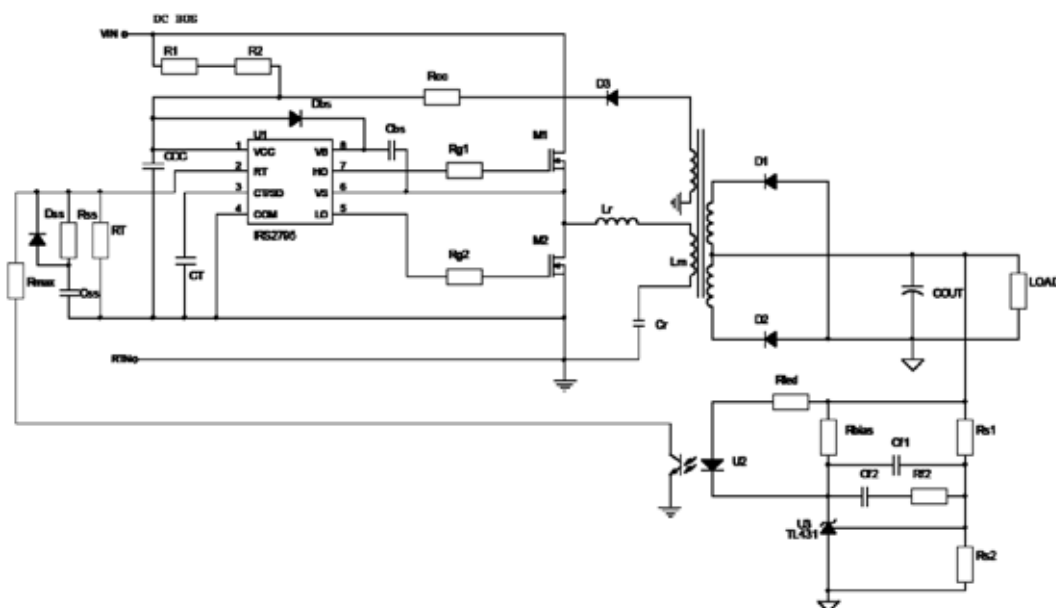 DC BUS
VIN
R1
R2
Rcc
D3
Dbs
Cbs
U1
M1
CDC
1 VCC VB 8
2 RT HO 7
3 CT/SD VS 6
4 COM LO 5
IRS2795
Rg1
D1
Dss
Rss
RT
Lr
M2
Lm
Rg2
CT
Rmax
Css
COUT
LOAD
Cr
D2
RTN
Rled
Rbias
Rs1
Cf1
U2
Cf2
Rf2
U3
TL431
Rs2